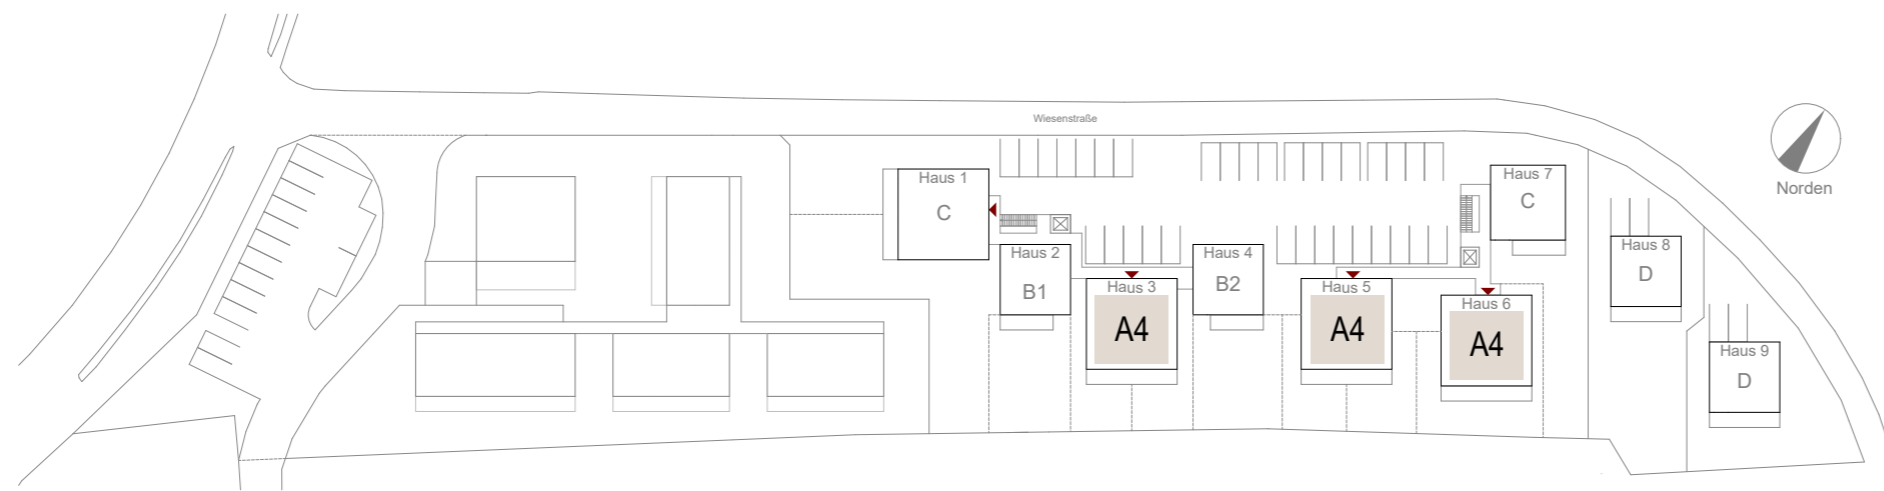 Wiesenstraße
Norden
Haus 1
C
Haus 2
B1
Haus 3
A4
Haus 4
B2
Haus 5
A4
Haus 6
A4
Haus 7
C
Haus 8
D
Haus 9
D